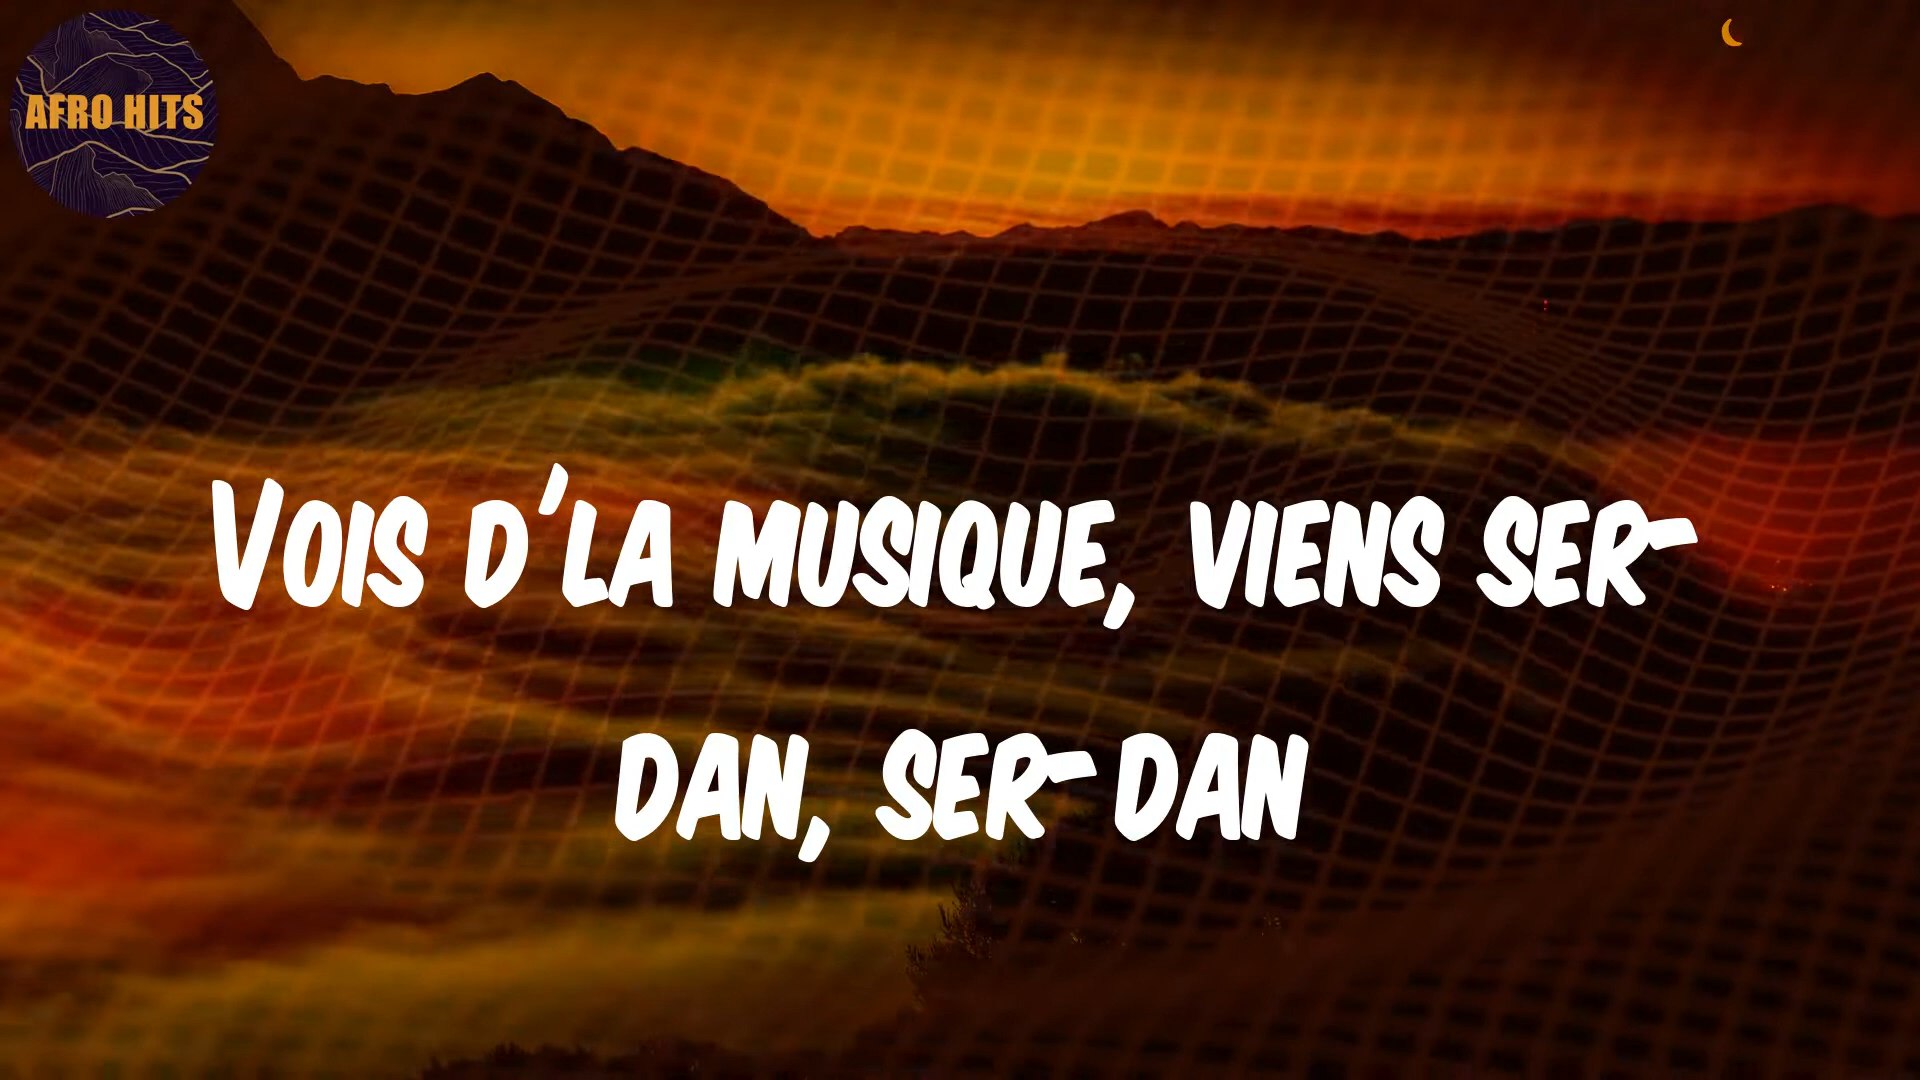 AFRO HITS
Vois d'la musique, viens ser-
dan, ser-dan